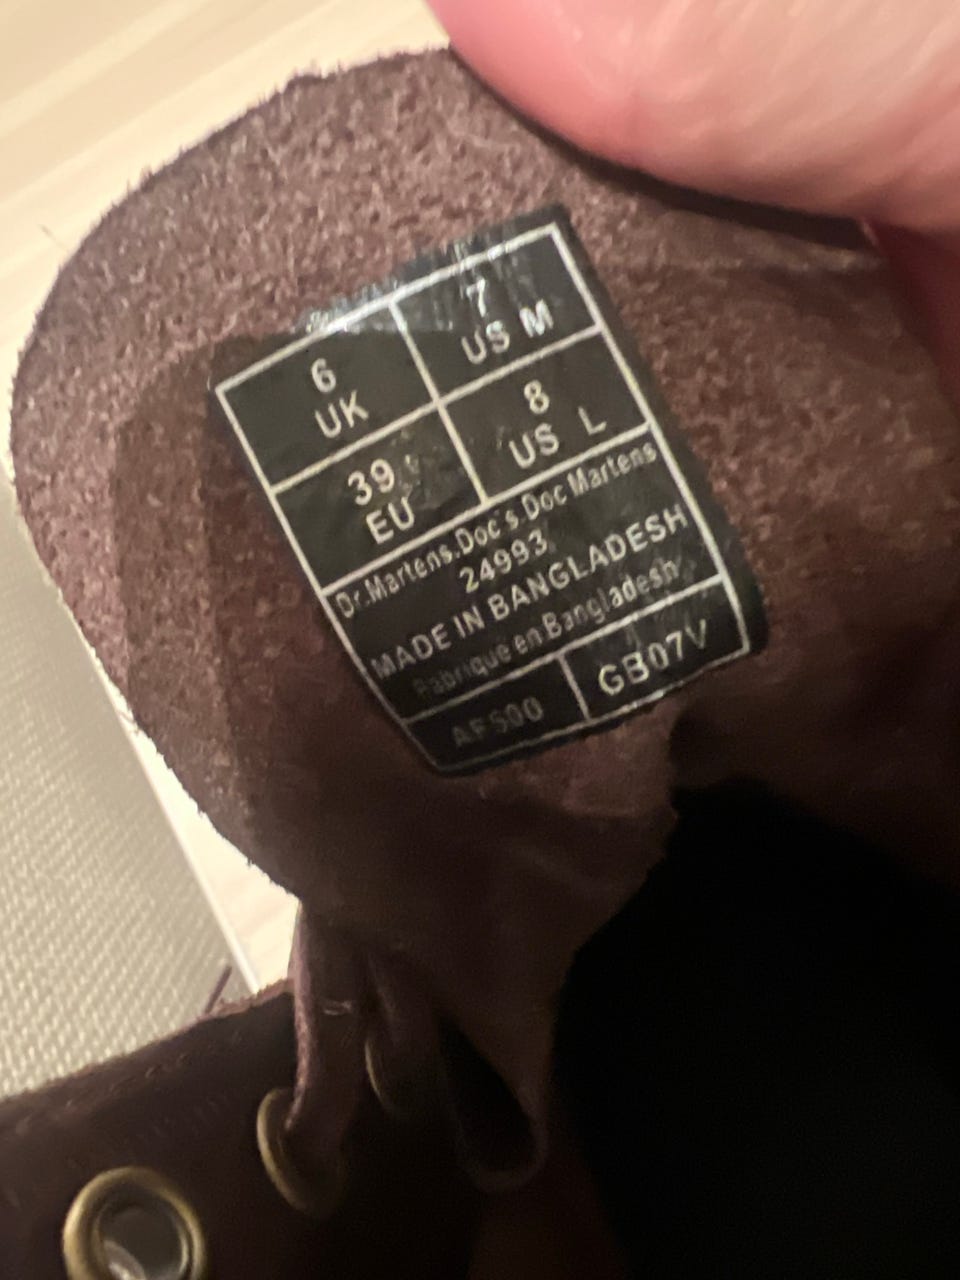 6
UK
7
US M
39
EU
8
US L
Dr.Martens.Doc's.Doc Martens
24993
MADE IN BANGLADESH
Fabriqué en Bangladesh
AF500 GB07V